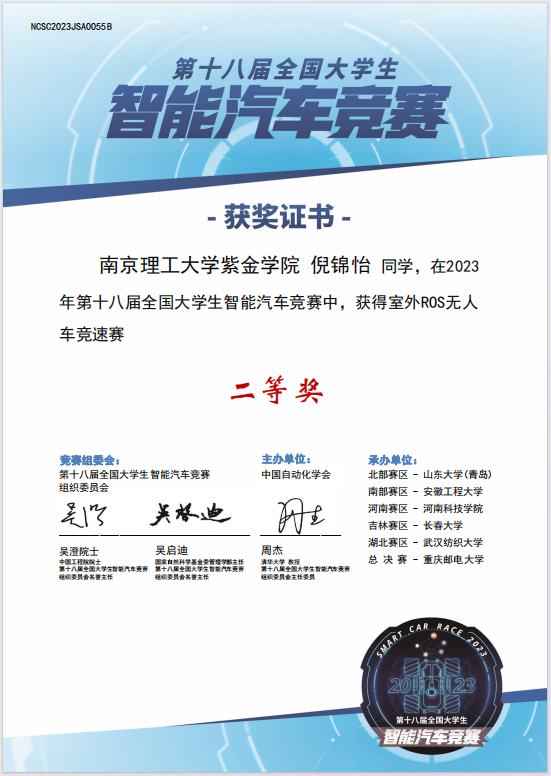 NCSC2023JSA0055B
第十八届全国大学生
智能汽车竞赛
- 获奖证书 -
南京理工大学紫金学院 倪锦怡 同学，在2023
年第十八届全国大学生智能汽车竞赛中，获得室外ROS无人
车竞速赛
二等奖
竞赛组委会：
第十八届全国大学生智能汽车竞赛
组织委员会
主办单位：
中国自动化学会
承办单位：
北部赛区 - 山东大学(青岛)
南部赛区 - 安徽工程大学
河南赛区 - 河南科技学院
吉林赛区 - 长春大学
湖北赛区 - 武汉纺织大学
总 决 赛 - 重庆邮电大学
吴启迪
吴澄院士
中国工程院院士
第十八届全国大学生智能汽车竞赛
组织委员会名誉主任
吴启迪
国家自然科学基金委管理学部主任
第十八届全国大学生智能汽车竞赛
组织委员会名誉主任
周杰
清华大学 教授
第十八届全国大学生智能汽车竞赛
组织委员会主任委员
SMART CAR RACE 2023
2023
第十八届全国大学生
智能汽车竞赛